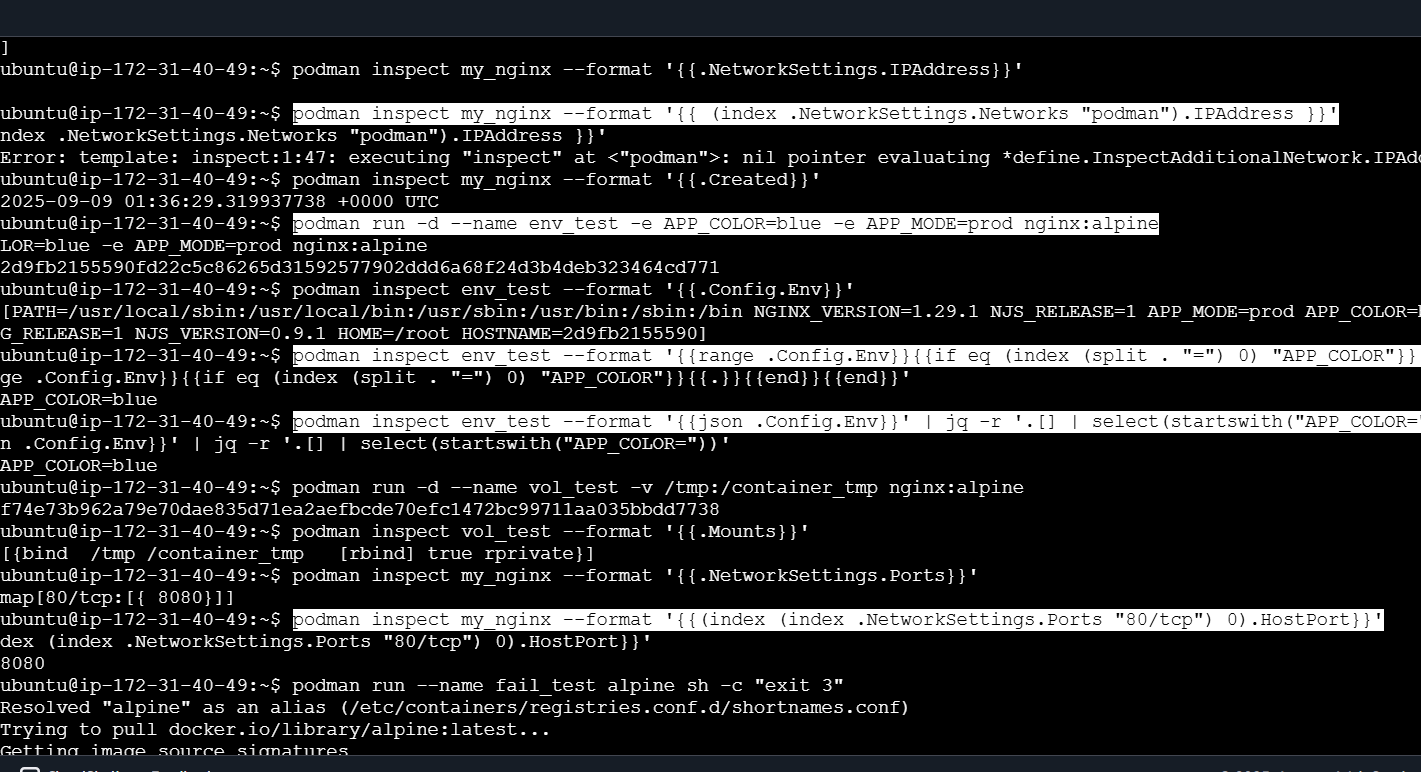 ]
ubuntu@ip-172-31-40-49:~$ podman inspect my_nginx --format '{{.NetworkSettings.IPAddress}}'
ubuntu@ip-172-31-40-49:~$ podman inspect my_nginx --format '{{ (index .NetworkSettings.Networks "podman").IPAddress }}'
ndex .NetworkSettings.Networks "podman").IPAddress }}'
Error: template: inspect:1:47: executing "inspect" at <"podman">: nil pointer evaluating *define.InspectAdditionalNetwork.IPAdd
ubuntu@ip-172-31-40-49:~$ podman inspect my_nginx --format '{{.Created}}'
2025-09-09 01:36:29.319937738 +0000 UTC
ubuntu@ip-172-31-40-49:~$ podman run -d --name env_test -e APP_COLOR=blue -e APP_MODE=prod nginx:alpine
LOR=blue -e APP_MODE=prod nginx:alpine
2d9fb2155590fd22c5c86265d31592577902ddd6a68f24d3b4deb323464cd771
ubuntu@ip-172-31-40-49:~$ podman inspect env_test --format '{{.Config.Env}}'
[PATH=/usr/local/sbin:/usr/local/bin:/usr/sbin:/usr/bin:/sbin:/bin NGINX_VERSION=1.29.1 NJS_RELEASE=1 APP_MODE=prod APP_COLOR=b
G_RELEASE=1 NJS_VERSION=0.9.1 HOME=/root HOSTNAME=2d9fb2155590]
ubuntu@ip-172-31-40-49:~$ podman inspect env_test --format '{{range .Config.Env}}{{if eq (index (split . "=") 0) "APP_COLOR"}}
ge .Config.Env}}{{if eq (index (split . "=") 0) "APP_COLOR"}}{{.}}{{end}}{{end}}'
APP_COLOR=blue
ubuntu@ip-172-31-40-49:~$ podman inspect env_test --format '{{json .Config.Env}}' | jq -r '.[] | select(startswith("APP_COLOR="
n .Config.Env}}' | jq -r '.[] | select(startswith("APP_COLOR="))'
APP_COLOR=blue
ubuntu@ip-172-31-40-49:~$ podman run -d --name vol_test -v /tmp:/container_tmp nginx:alpine
f74e73b962a79e70dae835d71ea2aefbcde70efc1472bc99711aa035bbdd7738
ubuntu@ip-172-31-40-49:~$ podman inspect vol_test --format '{{.Mounts}}'
[{bind  /tmp /container_tmp   [rbind] true rprivate}]
ubuntu@ip-172-31-40-49:~$ podman inspect my_nginx --format '{{.NetworkSettings.Ports}}'
map[80/tcp:[{ 8080}]]
ubuntu@ip-172-31-40-49:~$ podman inspect my_nginx --format '{{(index (index .NetworkSettings.Ports "80/tcp") 0).HostPort}}'
dex (index .NetworkSettings.Ports "80/tcp") 0).HostPort}}'
8080
ubuntu@ip-172-31-40-49:~$ podman run --name fail_test alpine sh -c "exit 3"
Resolved "alpine" as an alias (/etc/containers/registries.conf.d/shortnames.conf)
Trying to pull docker.io/library/alpine:latest...
Getting image source signatures